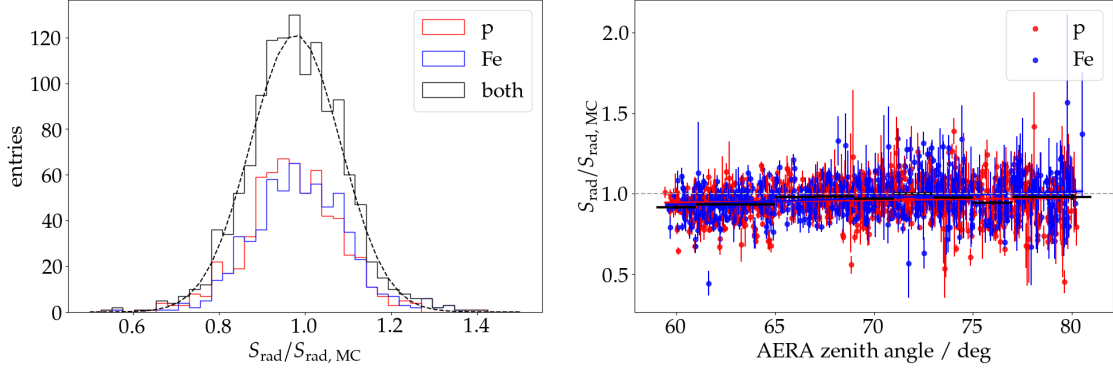 p
Fe
both
entries
120
100
80
60
40
20
0
0.6 0.8 1.0 1.2 1.4
S_rad/S_rad, MC
p
Fe
S_rad/S_rad, MC
2.0
1.5
1.0
0.5
60 65 70 75 80
AERA zenith angle / deg